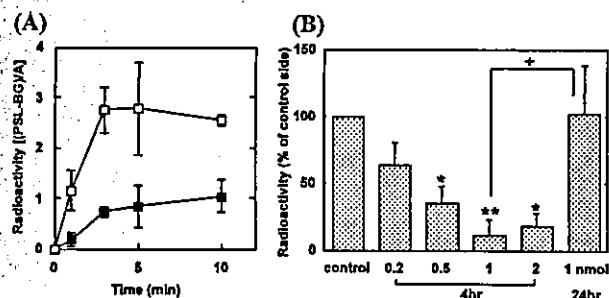 (A)
Radioactivity [(PSL-BG)/A]
4
3
2
1
0
0
5
10
Time (min)
(B)
Radioactivity (% of control side)
150
100
50
0
+
*
**
*
control
0.2
0.5
1
2
1 nmol
4hr
24hr